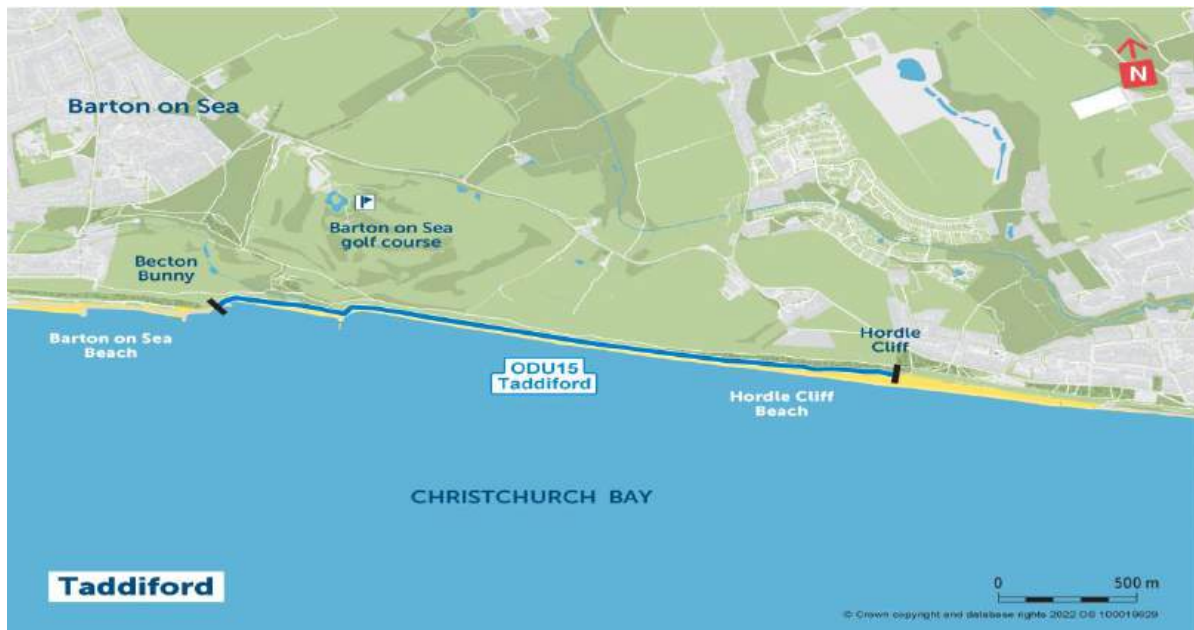 N
Barton on Sea
Barton on Sea
golf course
Becton
Bunny
Barton on Sea
Beach
Hordle
Cliff
ODU15
Taddiford
Hordle Cliff
Beach
CHRISTCHURCH BAY
Taddiford
0 500 m
© Crown copyright and database rights 2022 OS 100019629